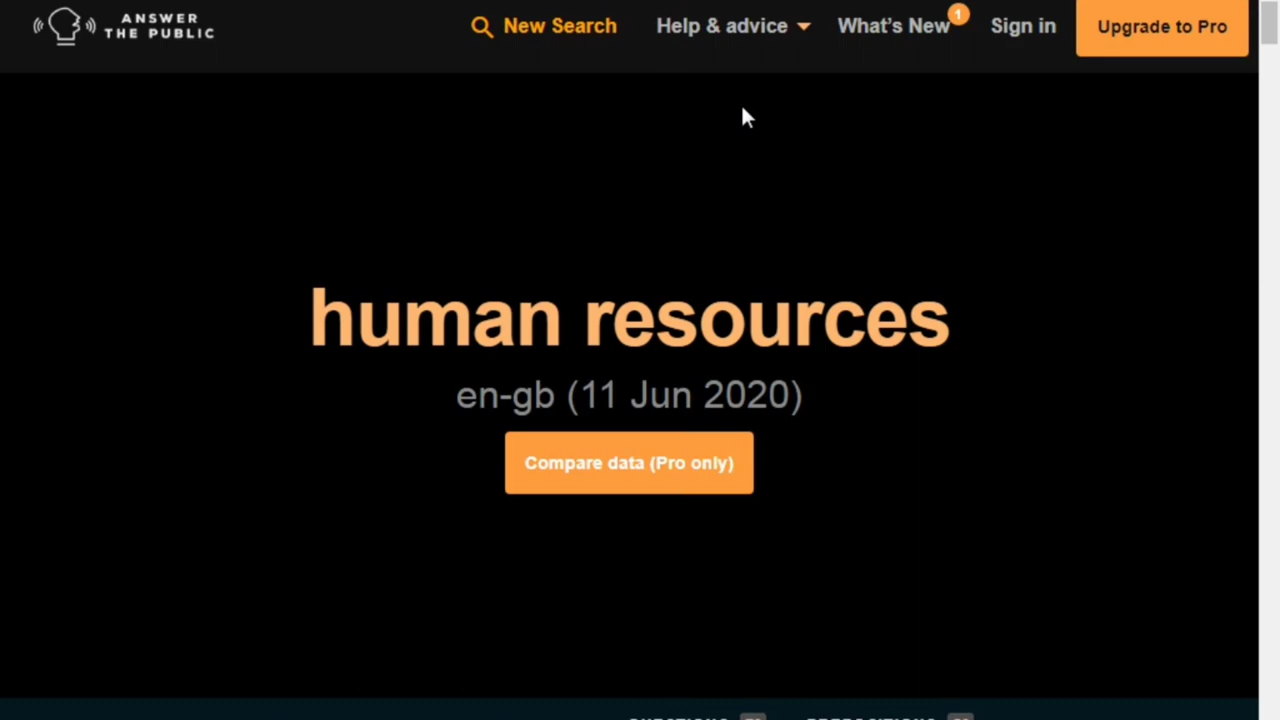 ANSWER
THE PUBLIC
New Search
Help & advice
What's New
1
Sign in
Upgrade to Pro
human resources
en-gb (11 Jun 2020)
Compare data (Pro only)